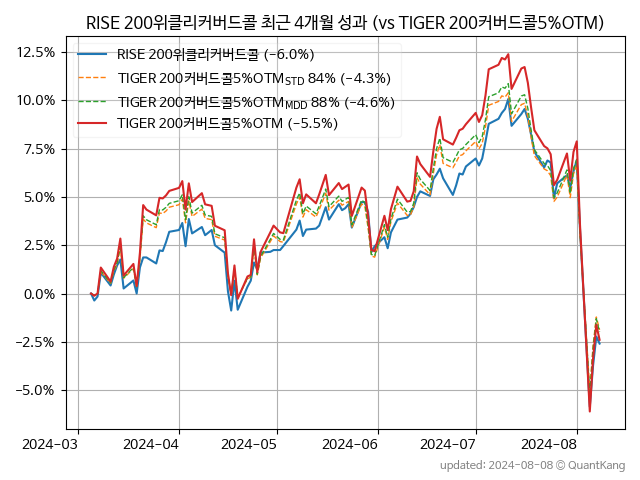 RISE 200위클리커버드콜 최근 4개월 성과 (vs TIGER 200커버드콜5%OTM)
12.5%
10.0%
7.5%
5.0%
2.5%
0.0%
−2.5%
−5.0%
RISE 200위클리커버드콜 (−6.0%)
TIGER 200커버드콜5%OTM_STD 84% (−4.3%)
TIGER 200커버드콜5%OTM_MDD 88% (−4.6%)
TIGER 200커버드콜5%OTM (−5.5%)
2024-03 2024-04 2024-05 2024-06 2024-07 2024-08
updated: 2024-08-08 © QuantKang